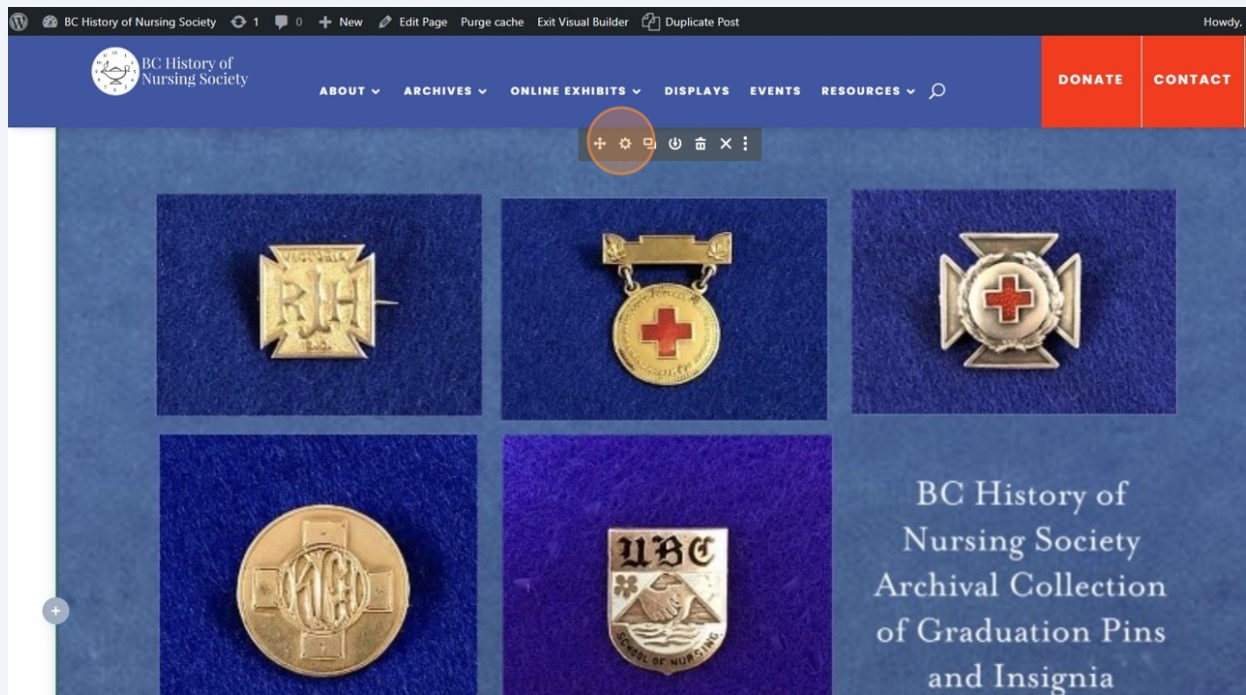 BC History of Nursing Society 1 0 New Edit Page Purge cache Exit Visual Builder Duplicate Post Howdy,
BC History of
Nursing Society
ABOUT ARCHIVES ONLINE EXHIBITS DISPLAYS EVENTS RESOURCES DONATE CONTACT
VICTORIA
RJH
UBC
SCHOOL OF NURSING
BC History of
Nursing Society
Archival Collection
of Graduation Pins
and Insignia